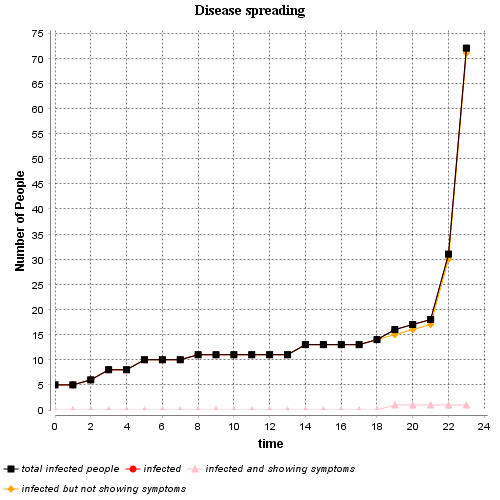 Disease spreading
75
70
65
60
55
50
45
40
35
30
25
20
15
10
5
0
Number of People
0 2 4 6 8 10 12 14 16 18 20 22 24
time
total infected people infected infected and showing symptoms
infected but not showing symptoms